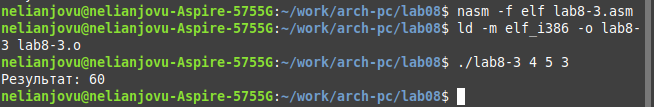 nelianjovu@nelianjovu-Aspire-5755G:~/work/arch-pc/lab08$ nasm -f elf lab8-3.asm
nelianjovu@nelianjovu-Aspire-5755G:~/work/arch-pc/lab08$ ld -m elf_i386 -o lab8-
3 lab8-3.o
nelianjovu@nelianjovu-Aspire-5755G:~/work/arch-pc/lab08$ ./lab8-3 4 5 3
Результат: 60
nelianjovu@nelianjovu-Aspire-5755G:~/work/arch-pc/lab08$